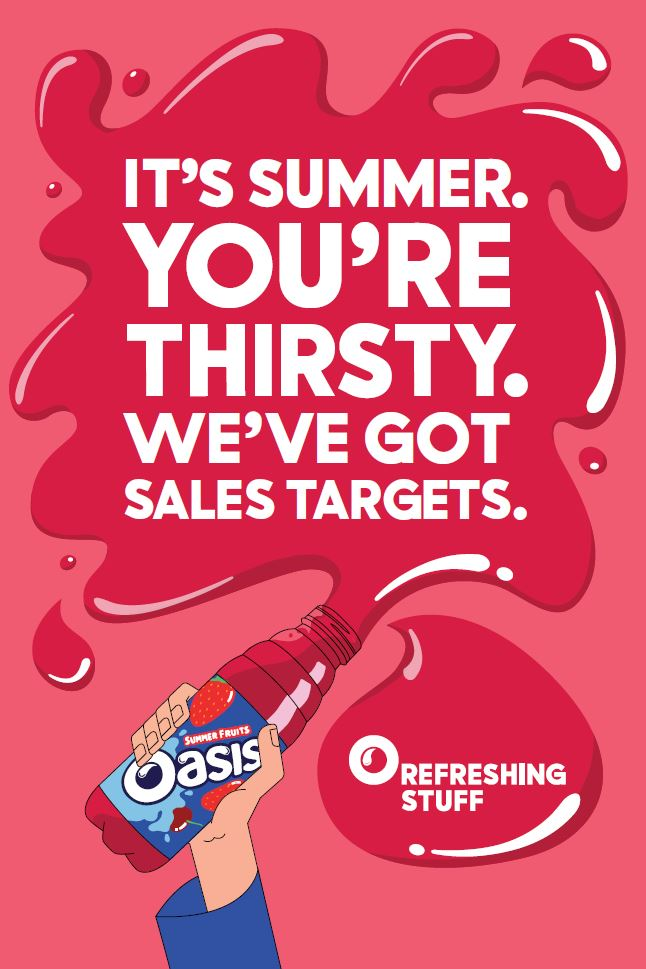 IT'S SUMMER.
YOU'RE
THIRSTY.
WE'VE GOT
SALES TARGETS.
SUMMER FRUITS
Oasis
O REFRESHING
STUFF